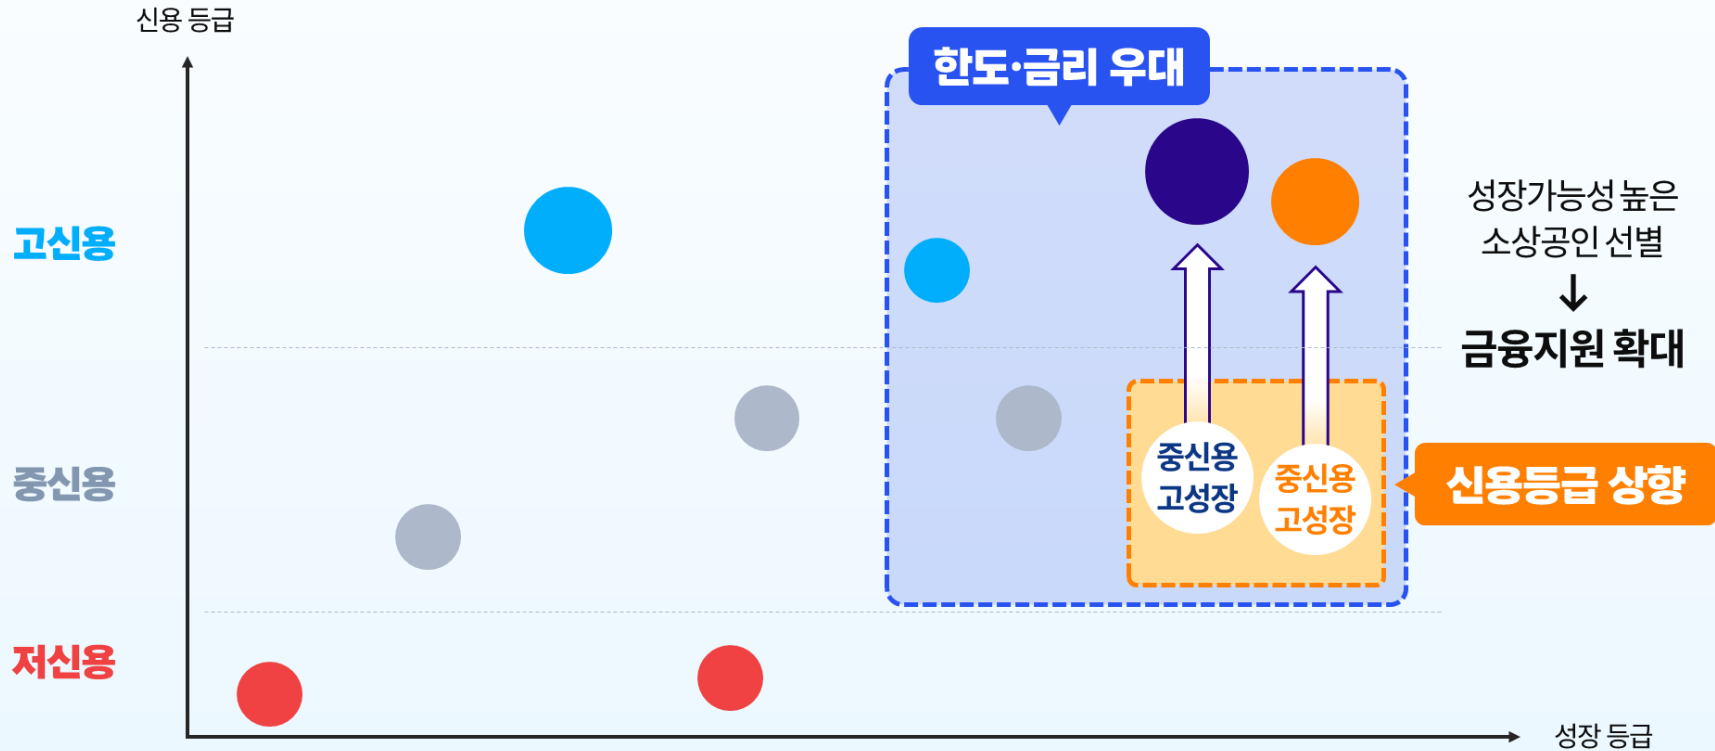 신용 등급
한도·금리 우대
고신용
성장가능성 높은
소상공인 선별
↓
금융지원 확대
중신용
중신용
고성장
중신용
고성장
신용등급 상향
저신용
성장 등급